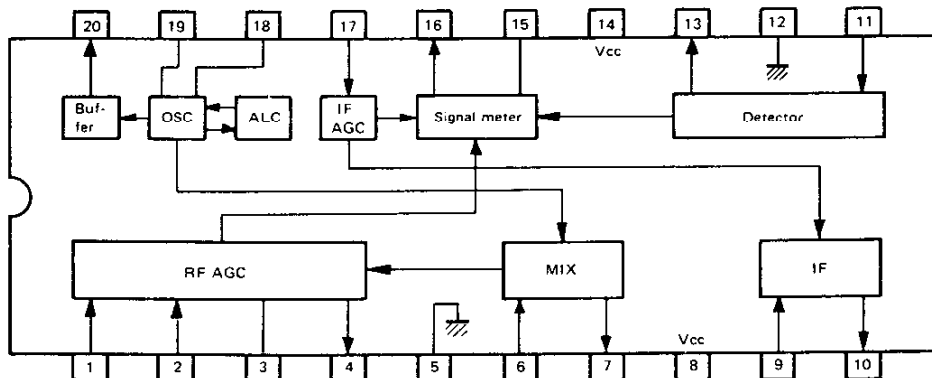 20 19 18 17 16 15 14 13 12 11
Vcc
Buf-
fer
OSC
ALC
IF
AGC
Signal meter
Detector
RF AGC
MIX
IF
Vcc
1 2 3 4 5 6 7 8 9 10